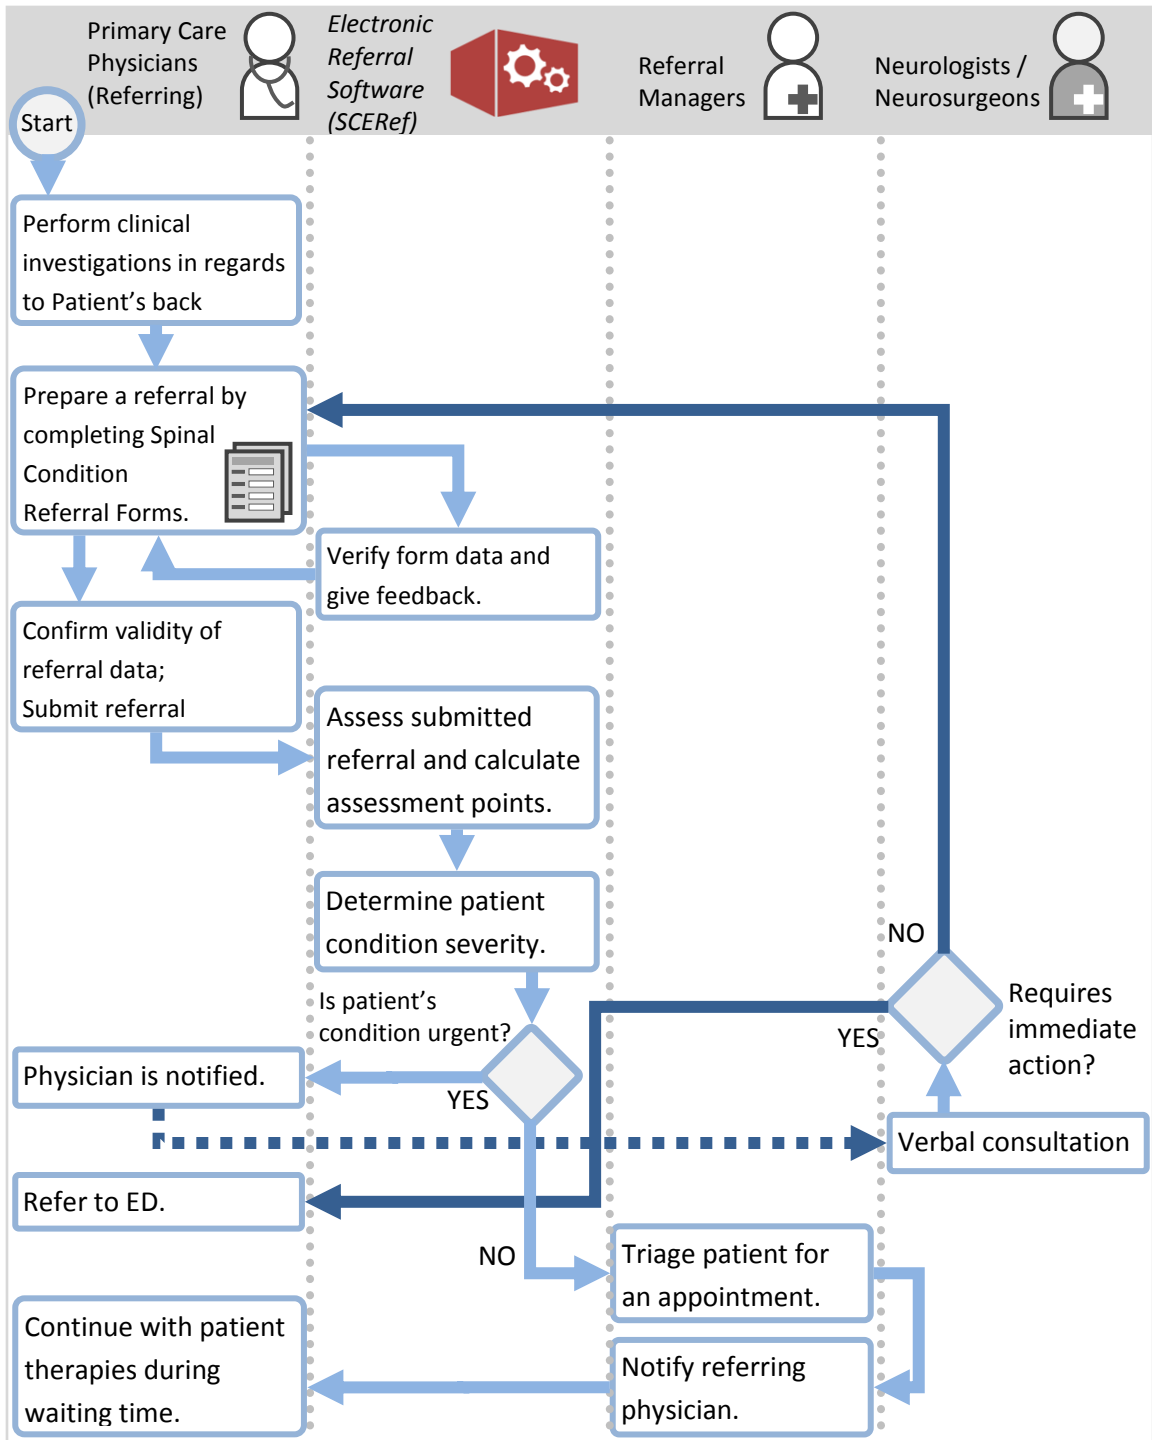 Primary Care
Physicians
(Referring)
Electronic
Referral
Software
(SCERef)
Referral
Managers
Neurologists /
Neurosurgeons
Start
Perform clinical
investigations in regards
to Patient’s back
Prepare a referral by
completing Spinal
Condition
Referral Forms.
Verify form data and
give feedback.
Confirm validity of
referral data;
Submit referral
Assess submitted
referral and calculate
assessment points.
Determine patient
condition severity.
Is patient’s
condition urgent?
NO
YES
Requires
immediate
action?
Physician is notified.
YES
Verbal consultation
Refer to ED.
NO
Triage patient for
an appointment.
Continue with patient
therapies during
waiting time.
Notify referring
physician.